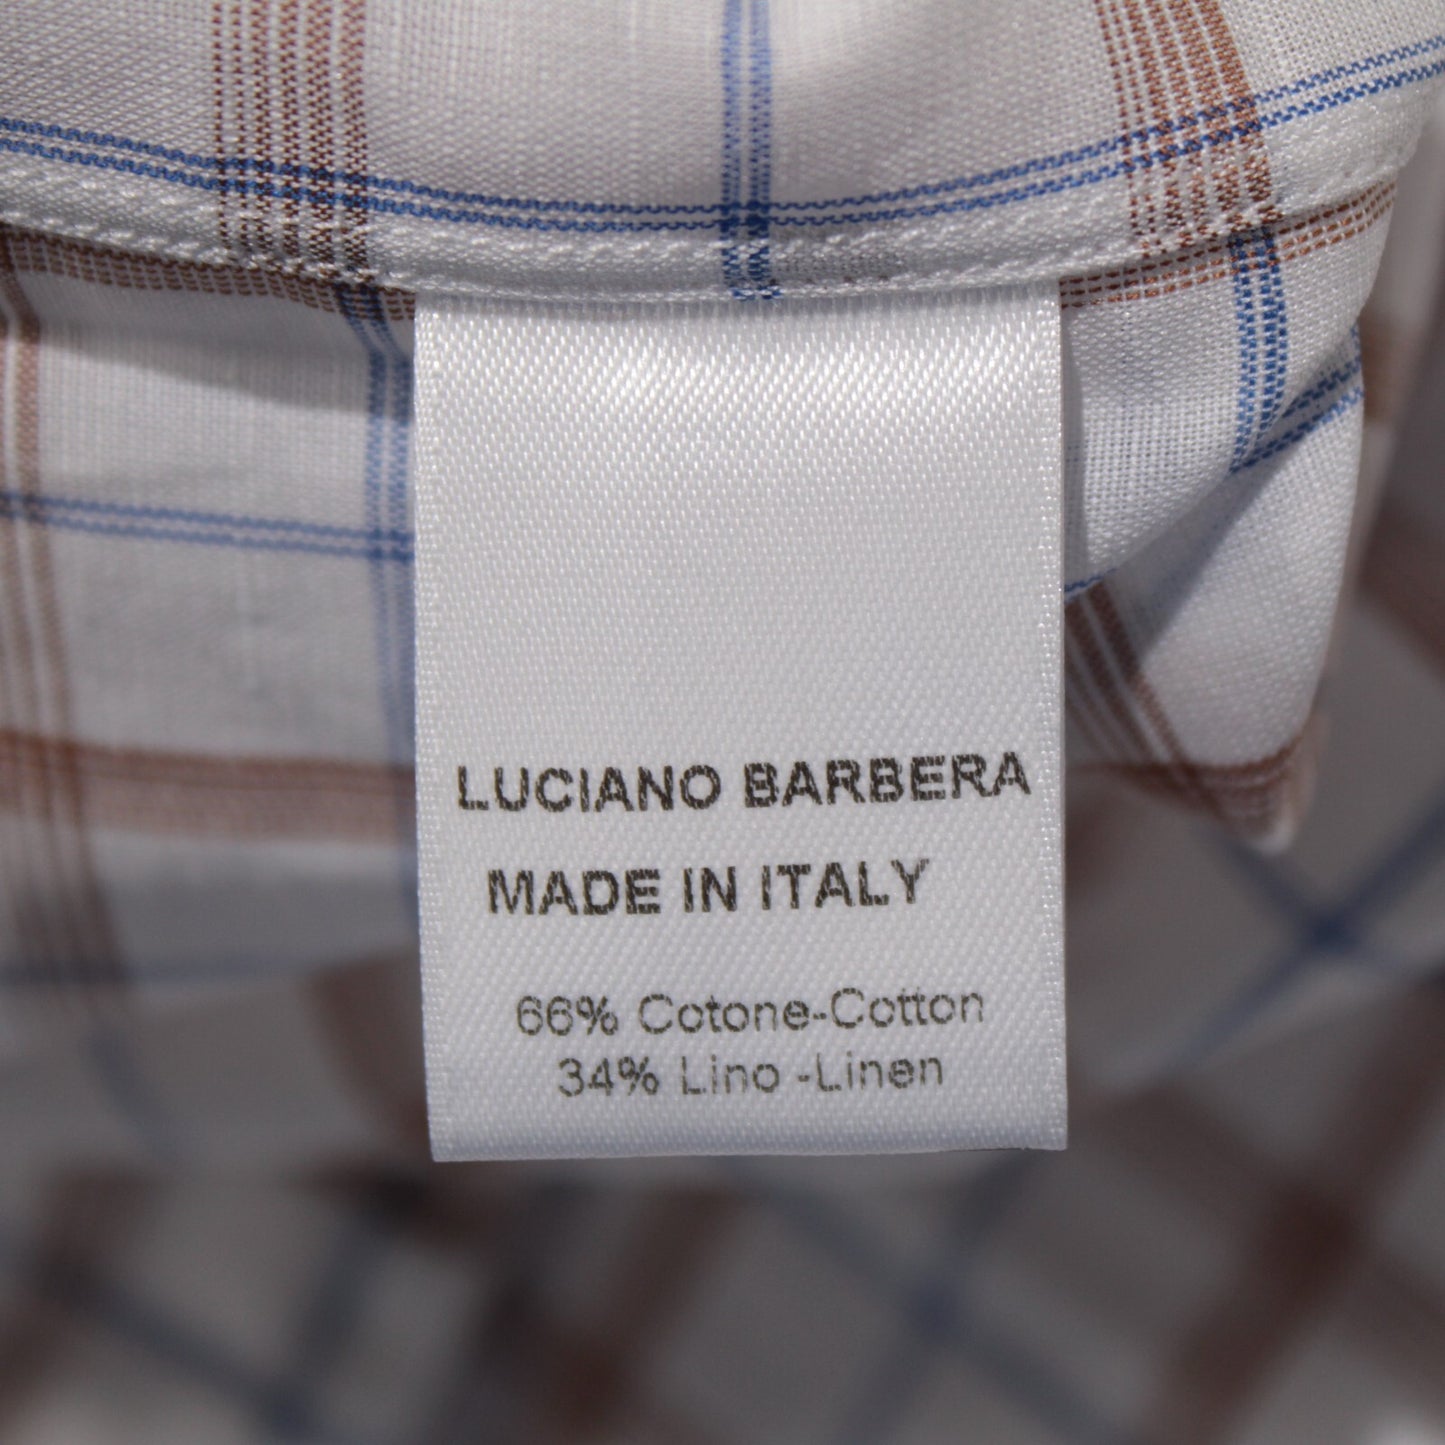 LUCIANO BARBERA
MADE IN ITALY
66% Cotone-Cotton
34% Lino -Linen